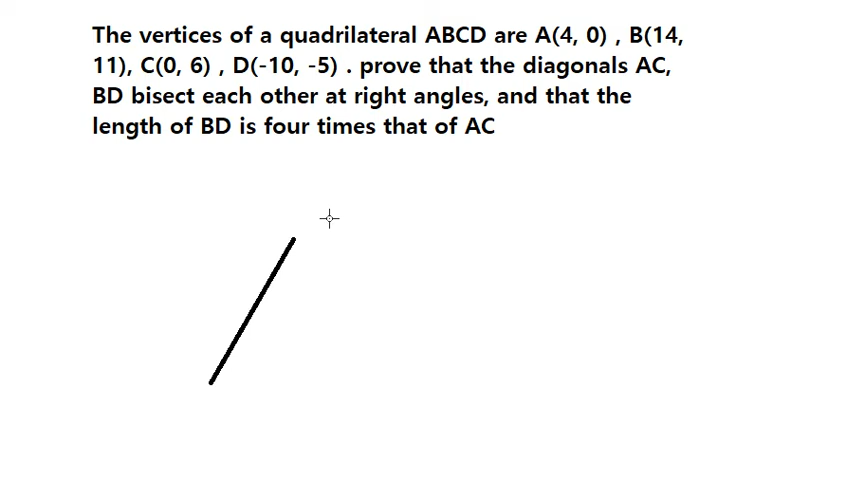 The vertices of a quadrilateral ABCD are A(4, 0) , B(14,
11), C(0, 6) , D(-10, -5) . prove that the diagonals AC,
BD bisect each other at right angles, and that the
length of BD is four times that of AC